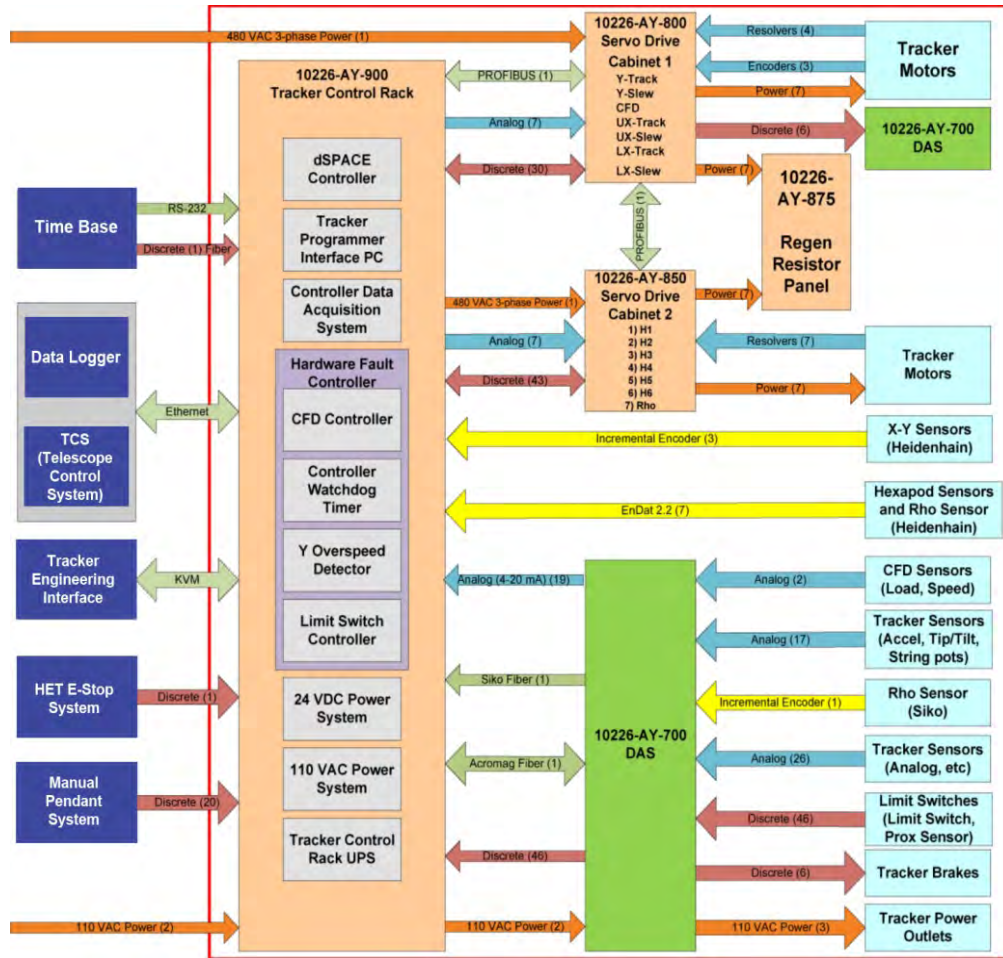 480 VAC 3-phase Power (1)
10226-AY-900
Tracker Control Rack
dSPACE
Controller
Tracker
Programmer
Interface PC
Controller Data
Acquisition
System
Hardware Fault
Controller
CFD Controller
Controller
Watchdog
Timer
Y Overspeed
Detector
Limit Switch
Controller
24 VDC Power
System
110 VAC Power
System
Tracker Control
Rack UPS
Time Base
RS-232
Discrete (1) Fiber
Data Logger
TCS
(Telescope
Control
System)
Ethernet
Tracker
Engineering
Interface
KVM
HET E-Stop
System
Discrete (1)
Manual
Pendant
System
Discrete (20)
110 VAC Power (2)
PROFIBUS (1)
Analog (7)
Discrete (30)
10226-AY-800
Servo Drive
Cabinet 1
Y-Track
Y-Slew
CFD
UX-Track
UX-Slew
LX-Track
LX-Slew
Resolvers (4)
Encoders (3)
Power (7)
Discrete (6)
Power (7)
Tracker
Motors
10226-AY-700
DAS
10226-
AY-875
Regen
Resistor
Panel
PROFIBUS (1)
480 VAC 3-phase Power (1)
Analog (7)
Discrete (43)
10226-AY-850
Servo Drive
Cabinet 2
1) H1
2) H2
3) H3
4) H4
5) H5
6) H6
7) Rho
Power (7)
Resolvers (7)
Power (7)
Tracker
Motors
Incremental Encoder (3)
X-Y Sensors
(Heidenhain)
EnDat 2.2 (7)
Hexapod Sensors
and Rho Sensor
(Heidenhain)
Analog (4-20 mA) (19)
Siko Fiber (1)
Acromag Fiber (1)
Discrete (46)
110 VAC Power (2)
10226-AY-700
DAS
Analog (2)
CFD Sensors
(Load, Speed)
Analog (17)
Tracker Sensors
(Accel, Tip/Tilt,
String pots)
Incremental Encoder (1)
Rho Sensor
(Siko)
Analog (26)
Tracker Sensors
(Analog, etc)
Discrete (46)
Limit Switches
(Limit Switch,
Prox Sensor)
Discrete (6)
Tracker Brakes
110 VAC Power (3)
Tracker Power
Outlets